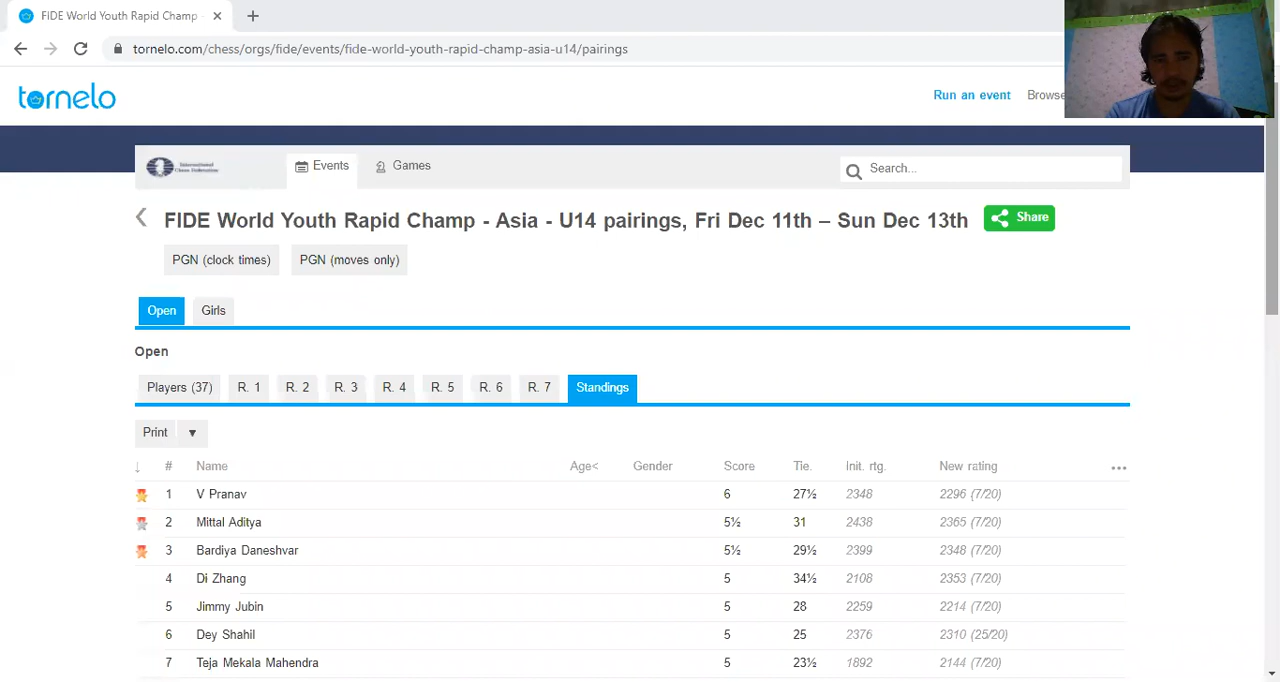 FIDE World Youth Rapid Champ -
tornelo.com/chess/orgs/fide/events/fide-world-youth-rapid-champ-asia-u14/pairings
tornelo
Run an event Browse
International
Chess Federation
Events Games Search...
FIDE World Youth Rapid Champ - Asia - U14 pairings, Fri Dec 11th – Sun Dec 13th Share
PGN (clock times) PGN (moves only)
Open Girls
Open
Players (37) R. 1 R. 2 R. 3 R. 4 R. 5 R. 6 R. 7 Standings
Print ▼
↓ # Name Age< Gender Score Tie. Init. rtg. New rating •••
1 V Pranav 6 27½ 2348 2296 (7/20)
2 Mittal Aditya 5½ 31 2438 2365 (7/20)
3 Bardiya Daneshvar 5½ 29½ 2399 2348 (7/20)
4 Di Zhang 5 34½ 2108 2353 (7/20)
5 Jimmy Jubin 5 28 2259 2214 (7/20)
6 Dey Shahil 5 25 2376 2310 (25/20)
7 Teja Mekala Mahendra 5 23½ 1892 2144 (7/20)